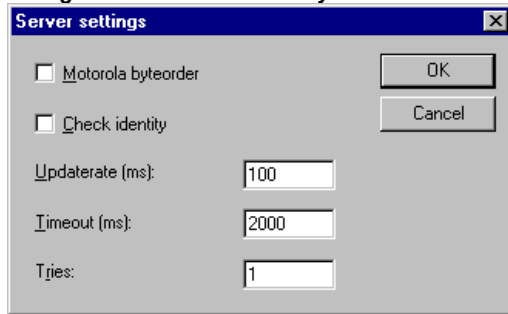 Server settings
Motorola byteorder
OK
Check identity
Cancel
Updaterate (ms):
100
Timeout (ms):
2000
Tries:
1